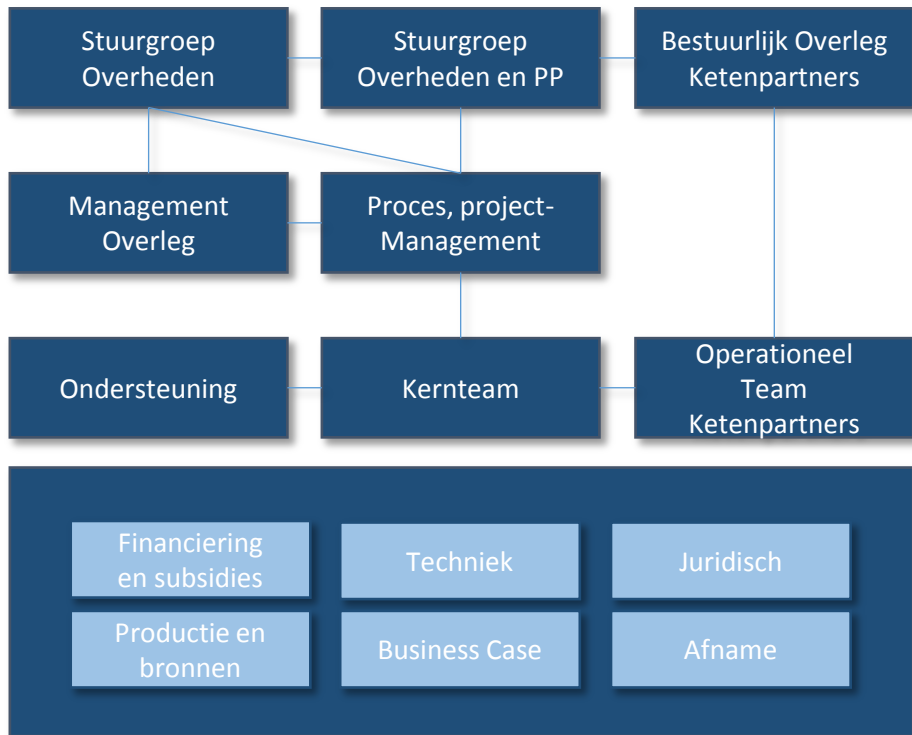 Stuurgroep
Overheden
Stuurgroep
Overheden en PP
Bestuurlijk Overleg
Ketenpartners
Management
Overleg
Proces, project-
Management
Ondersteuning
Kernteam
Operationeel
Team
Ketenpartners
Financiering
en subsidies
Techniek
Juridisch
Productie en
bronnen
Business Case
Afname